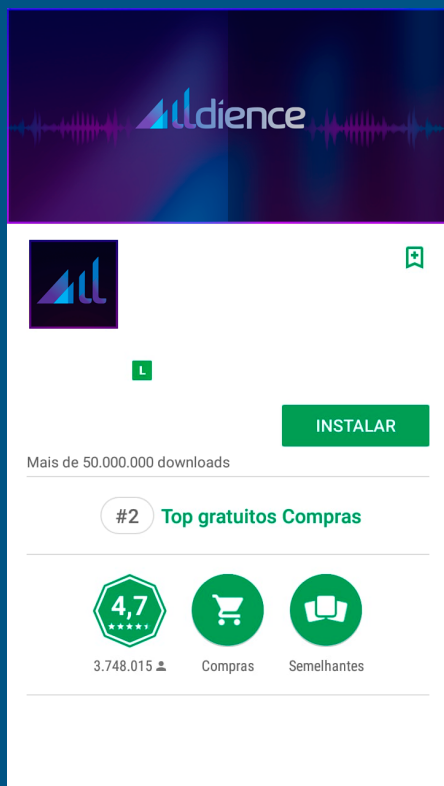 Alldience
All
L
INSTALAR
Mais de 50.000.000 downloads
#2 Top gratuitos Compras
4,7
3.748.015
Compras
Semelhantes